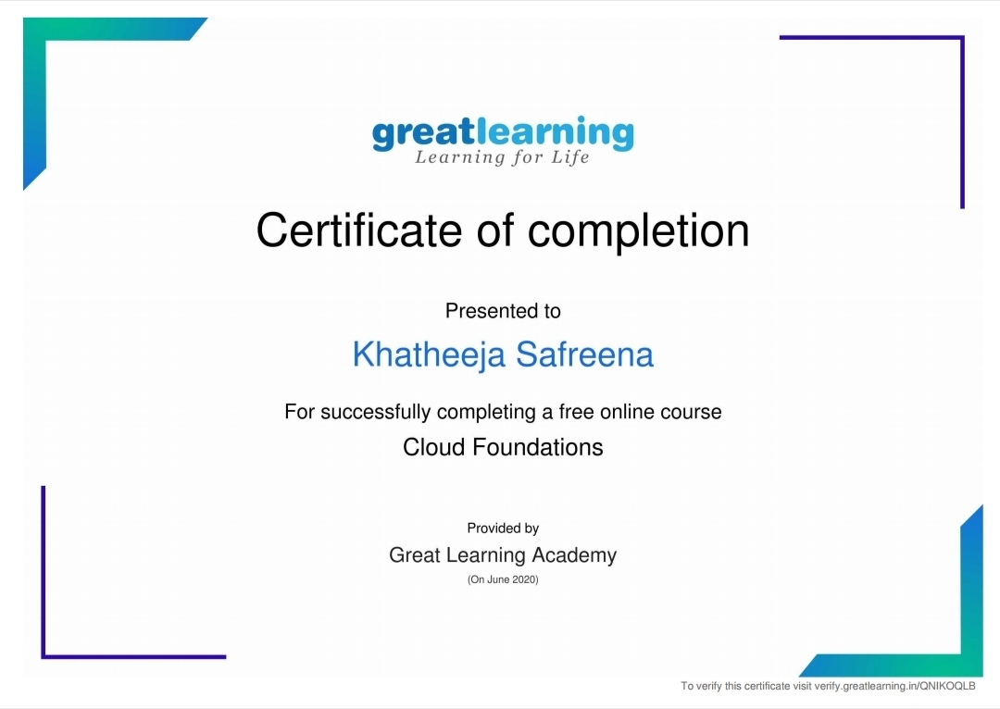 greatlearning
Learning for Life
Certificate of completion
Presented to
Khatheeja Safreena
For successfully completing a free online course
Cloud Foundations
Provided by
Great Learning Academy
(On June 2020)
To verify this certificate visit verify.greatlearning.in/QNIKOQLB